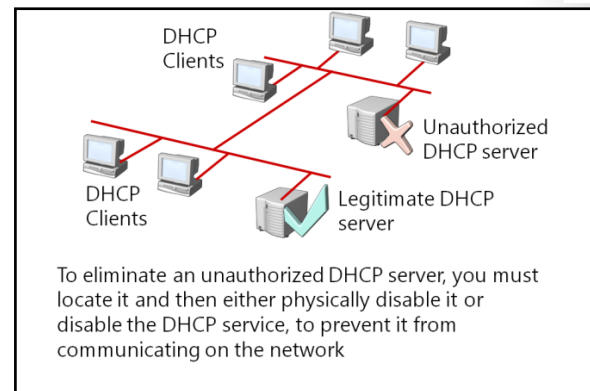 DHCP
Clients
Unauthorized
DHCP server
DHCP
Clients
Legitimate DHCP
server
To eliminate an unauthorized DHCP server, you must
locate it and then either physically disable it or
disable the DHCP service, to prevent it from
communicating on the network